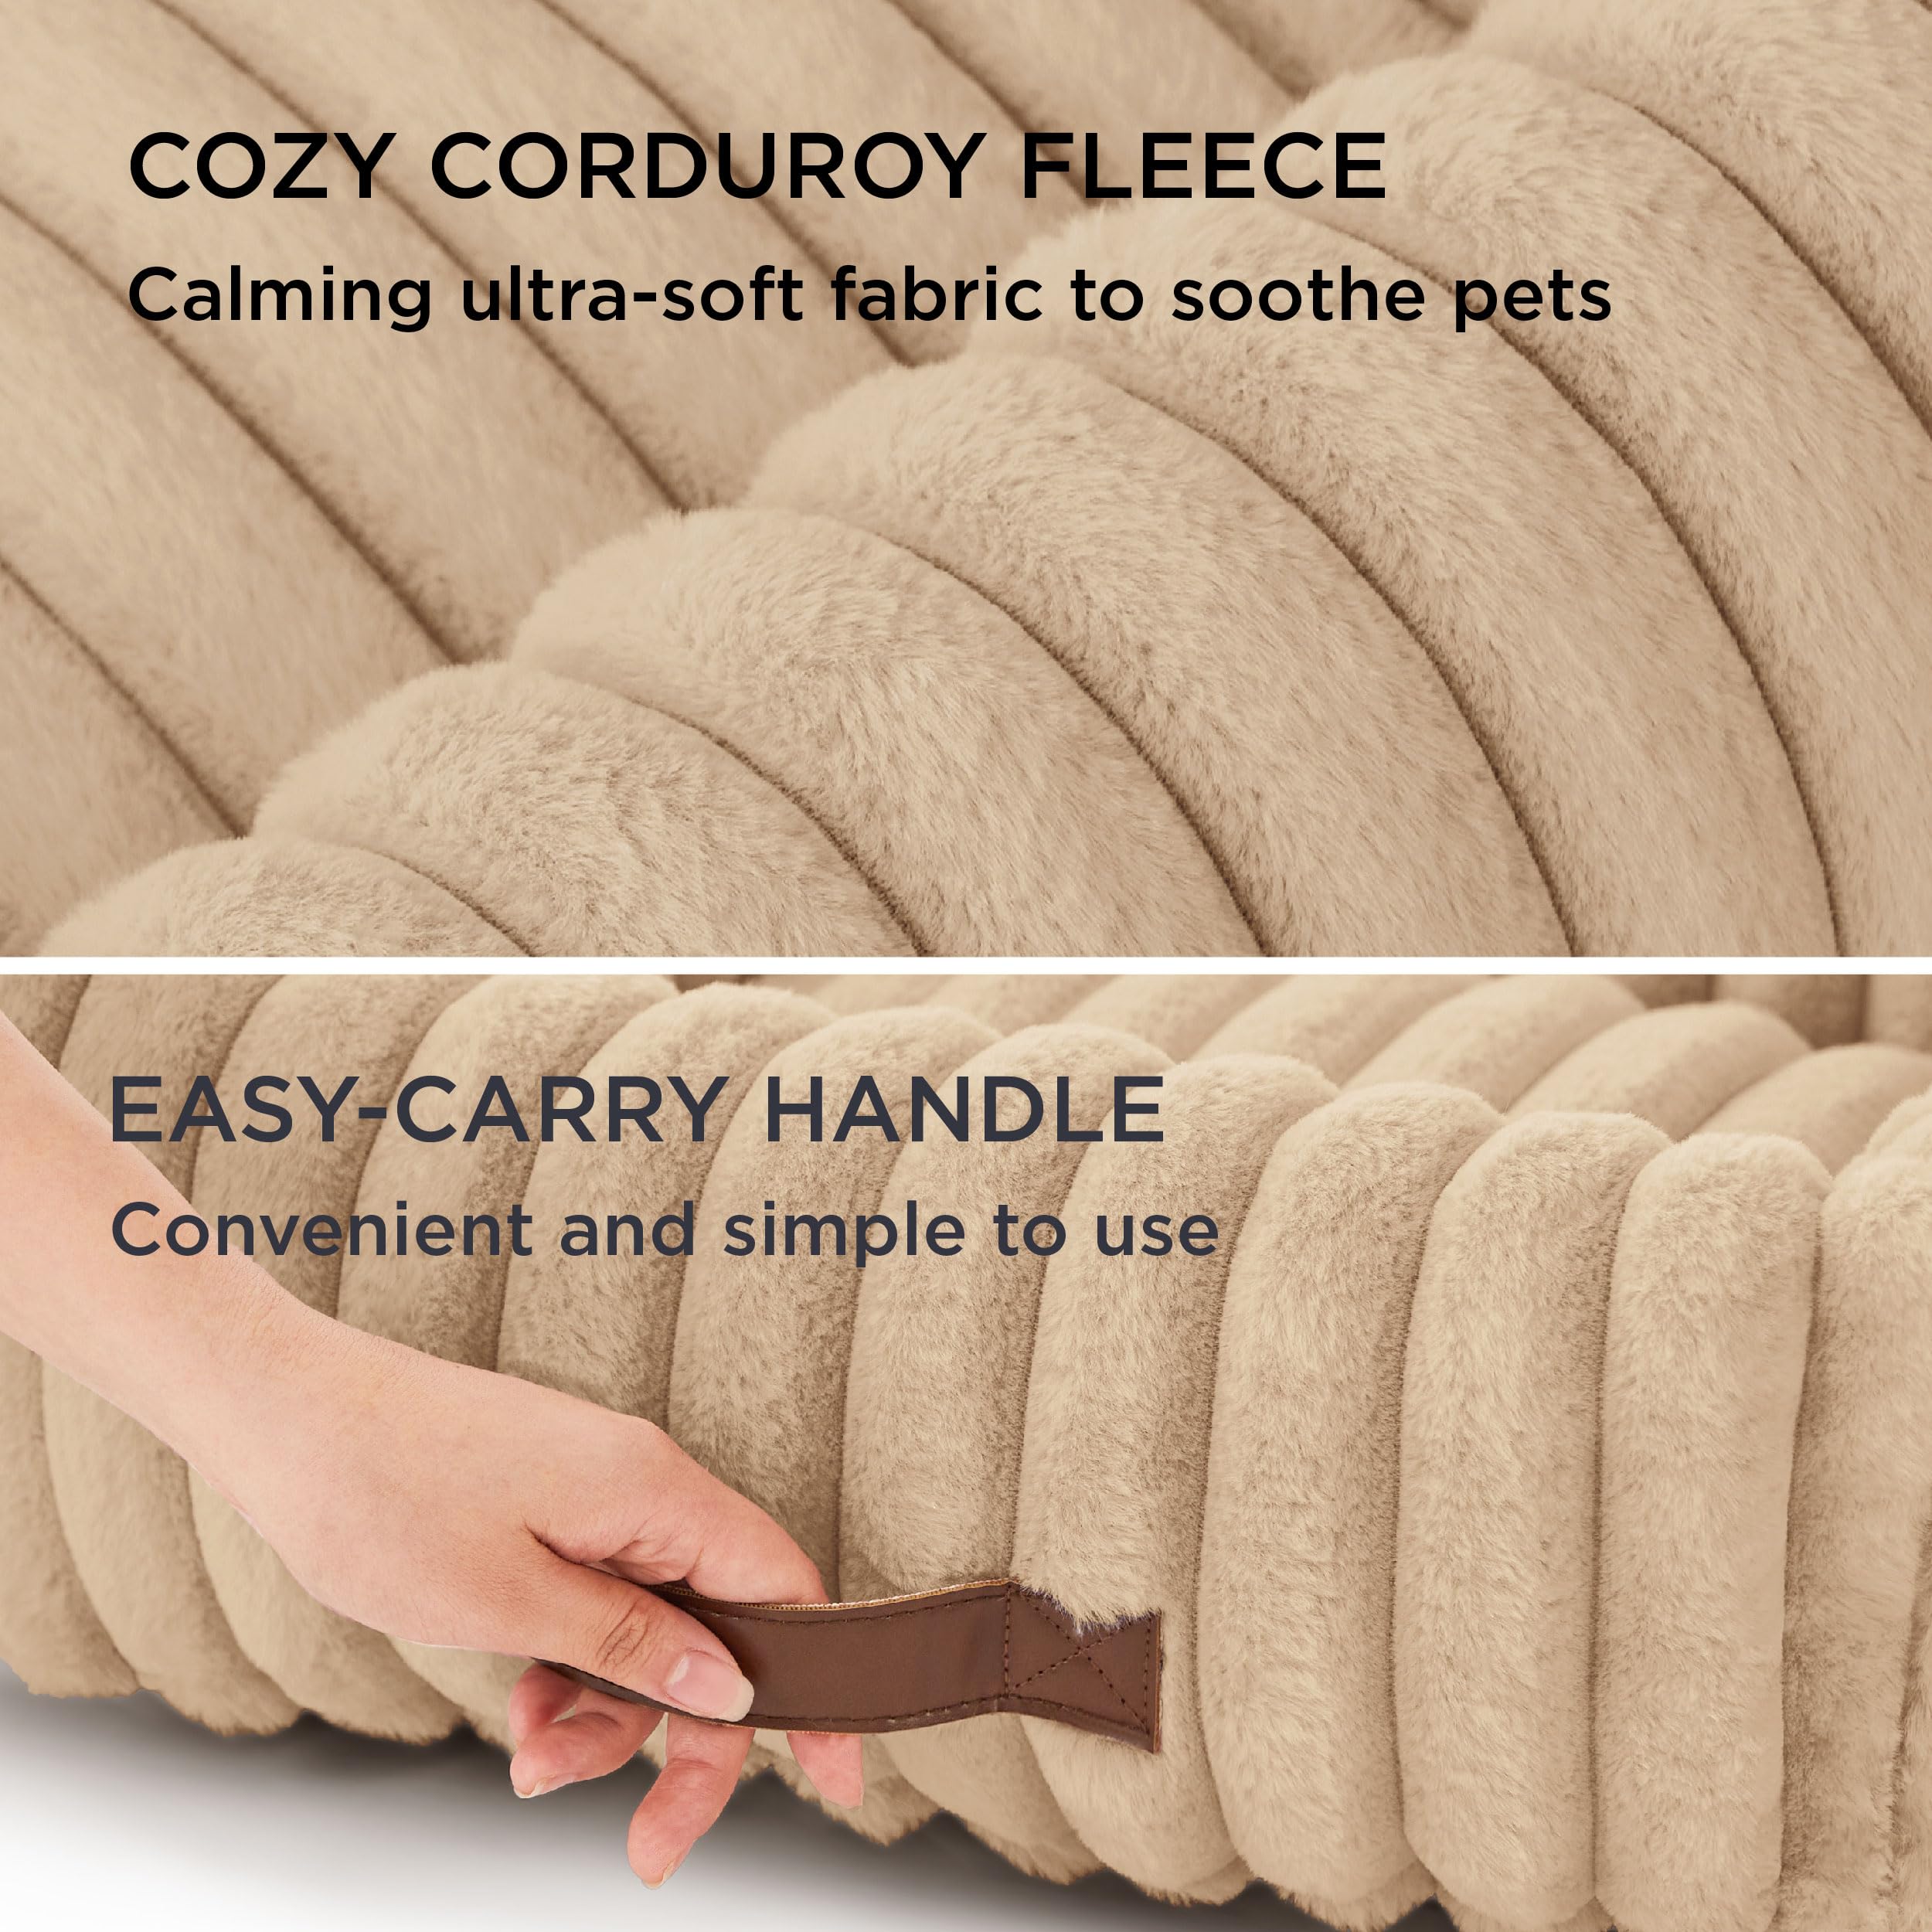 COZY CORDUROY FLEECE
Calming ultra-soft fabric to soothe pets
EASY-CARRY HANDLE
Convenient and simple to use